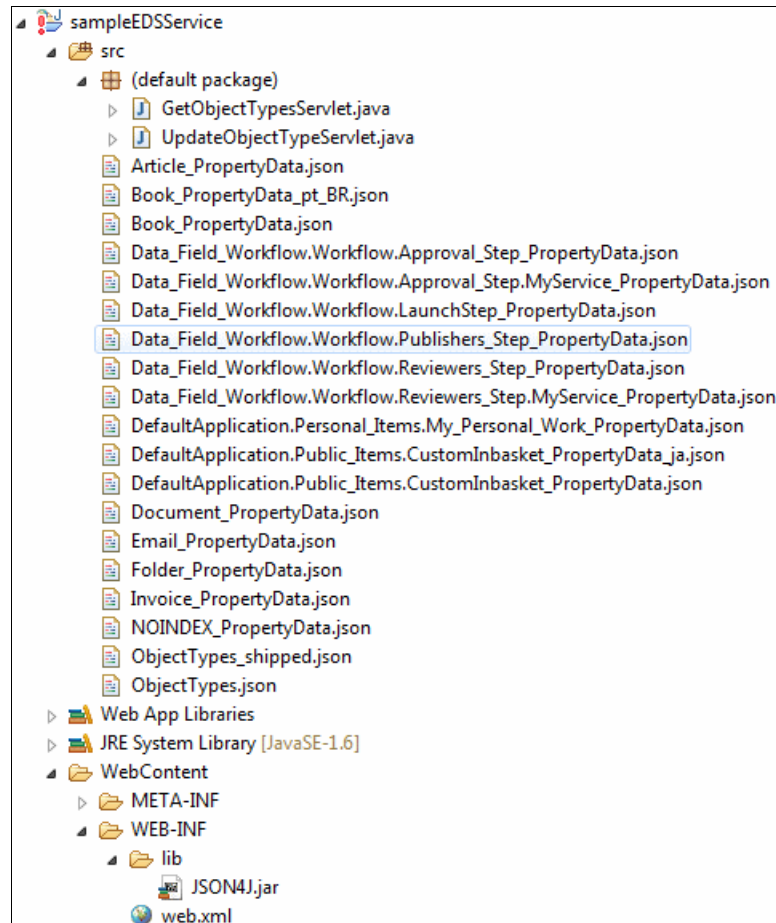 sampleEDSService
src
(default package)
GetObjectTypesServlet.java
UpdateObjectTypeServlet.java
Article_PropertyData.json
Book_PropertyData_pt_BR.json
Book_PropertyData.json
Data_Field_Workflow.Workflow.Approval_Step_PropertyData.json
Data_Field_Workflow.Workflow.Approval_Step.MyService_PropertyData.json
Data_Field_Workflow.Workflow.LaunchStep_PropertyData.json
Data_Field_Workflow.Workflow.Publishers_Step_PropertyData.json
Data_Field_Workflow.Workflow.Reviewers_Step_PropertyData.json
Data_Field_Workflow.Workflow.Reviewers_Step.MyService_PropertyData.json
DefaultApplication.Personal_Items.My_Personal_Work_PropertyData.json
DefaultApplication.Public_Items.CustomInbasket_PropertyData_ja.json
DefaultApplication.Public_Items.CustomInbasket_PropertyData.json
Document_PropertyData.json
Email_PropertyData.json
Folder_PropertyData.json
Invoice_PropertyData.json
NOINDEX_PropertyData.json
ObjectTypes_shipped.json
ObjectTypes.json
Web App Libraries
JRE System Library [JavaSE-1.6]
WebContent
META-INF
WEB-INF
lib
JSON4J.jar
web.xml